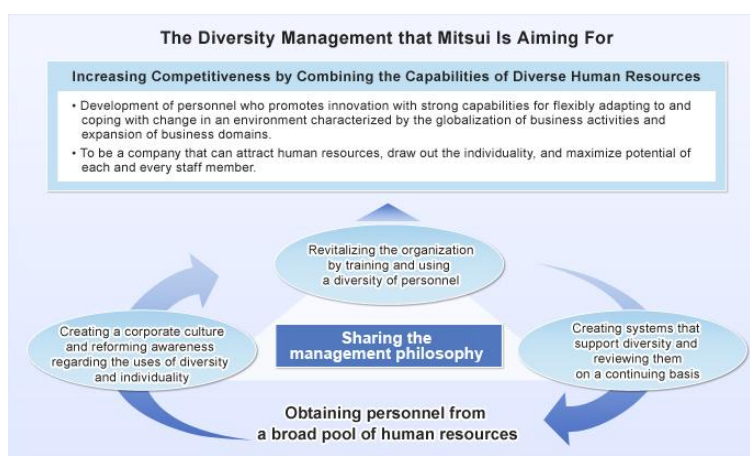 The Diversity Management that Mitsui Is Aiming For
Increasing Competitiveness by Combining the Capabilities of Diverse Human Resources
• Development of personnel who promotes innovation with strong capabilities for flexibly adapting to and
coping with change in an environment characterized by the globalization of business activities and
expansion of business domains.
• To be a company that can attract human resources, draw out the individuality, and maximize potential of
each and every staff member.
Revitalizing the organization
by training and using
a diversity of personnel
Creating a corporate culture
and reforming awareness
regarding the uses of diversity
and individuality
Sharing the
management philosophy
Creating systems that
support diversity and
reviewing them
on a continuing basis
Obtaining personnel from
a broad pool of human resources